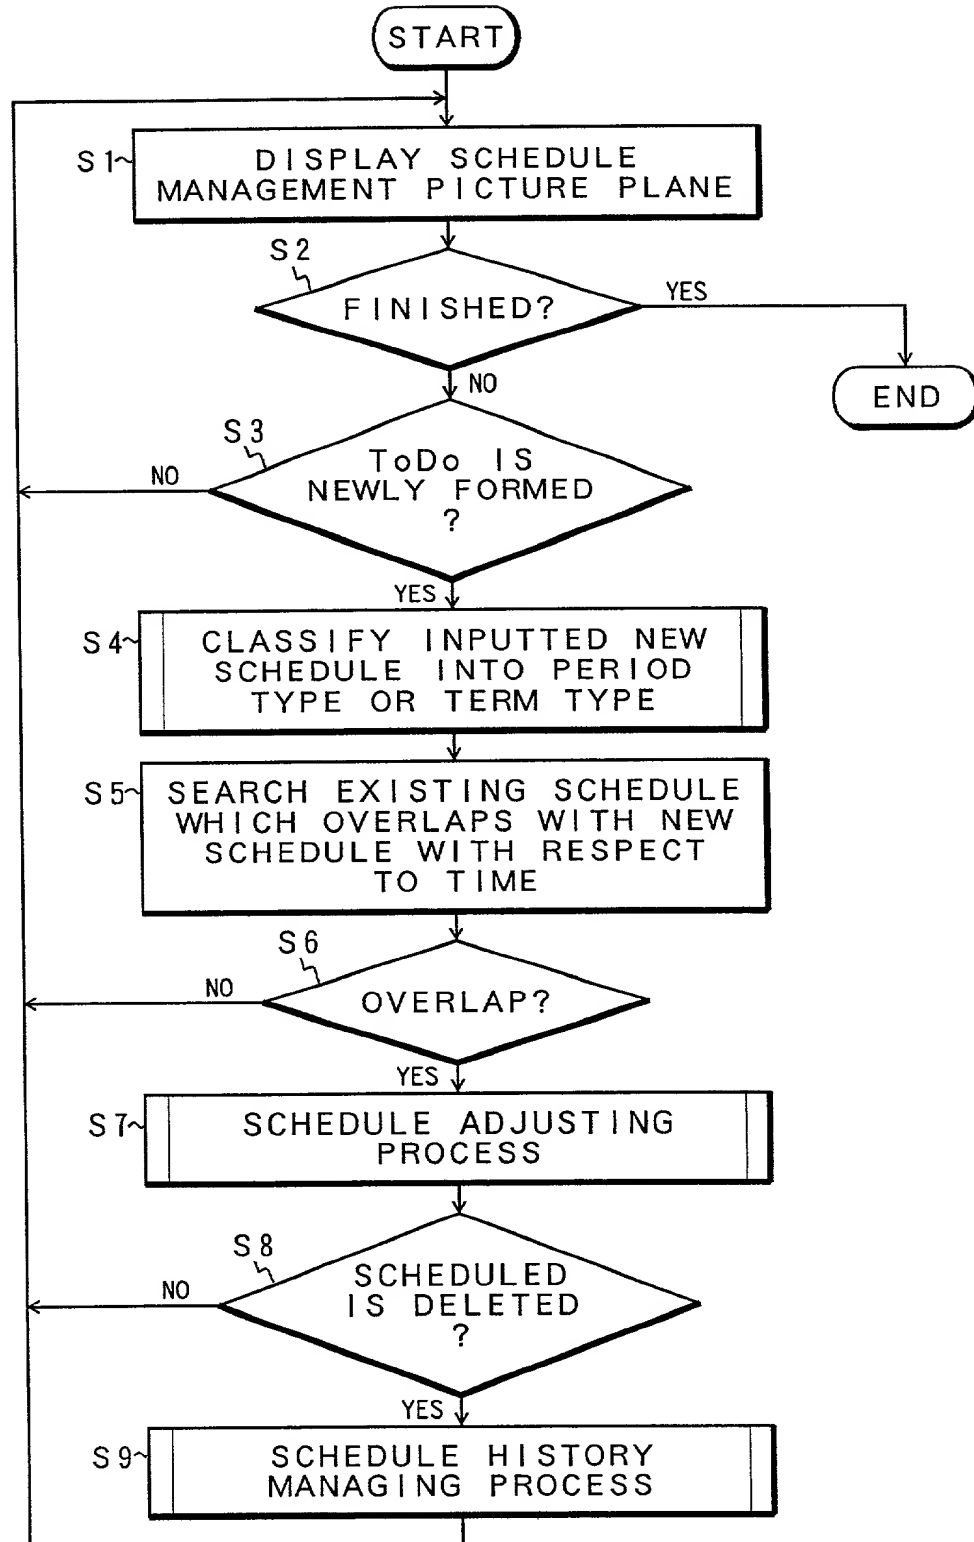 START
S1
DISPLAY SCHEDULE
MANAGEMENT PICTURE PLANE
S2
FINISHED?
YES
NO
END
S3
NO
ToDo IS
NEWLY FORMED
?
YES
S4
CLASSIFY INPUTTED NEW
SCHEDULE INTO PERIOD
TYPE OR TERM TYPE
S5
SEARCH EXISTING SCHEDULE
WHICH OVERLAPS WITH NEW
SCHEDULE WITH RESPECT
TO TIME
S6
NO
OVERLAP?
YES
S7
SCHEDULE ADJUSTING
PROCESS
S8
NO
SCHEDULED
IS DELETED
?
YES
S9
SCHEDULE HISTORY
MANAGING PROCESS